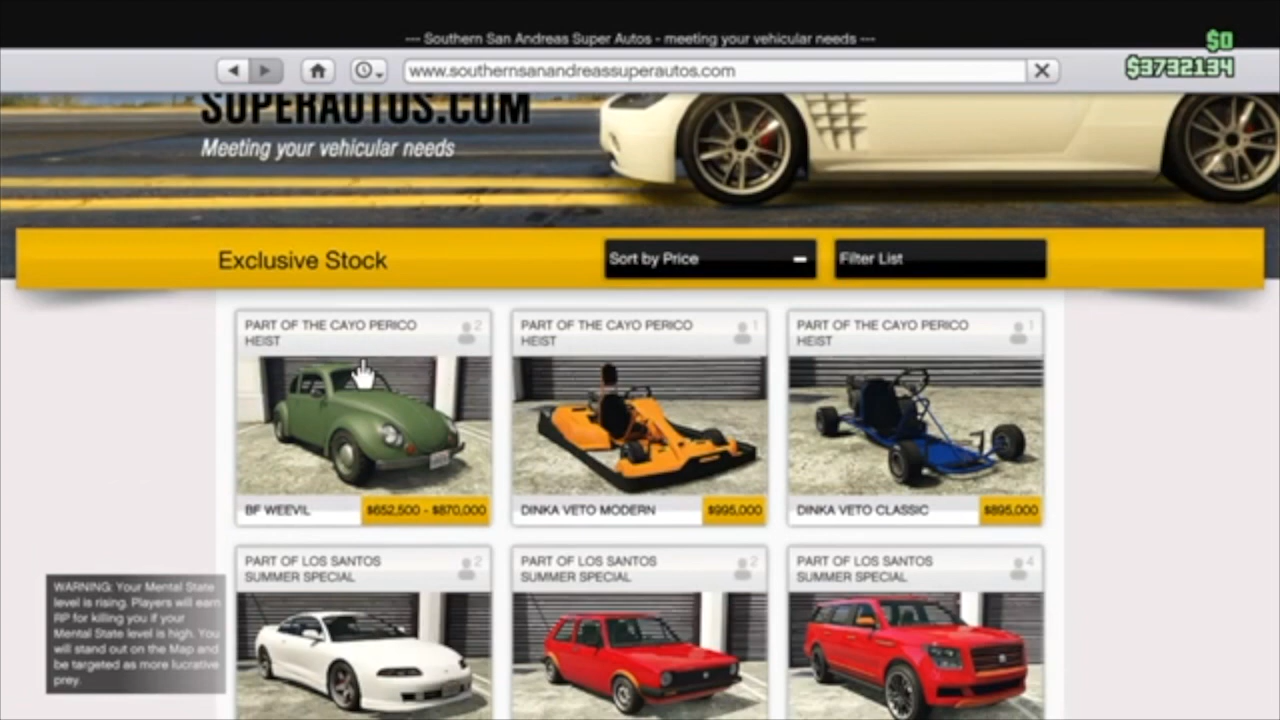 --- Southern San Andreas Super Autos - meeting your vehicular needs ---
$0
$3732134
www.southernsanandreassuperautos.com
SUPERAUTOS.COM
Meeting your vehicular needs
Exclusive Stock
Sort by Price
Filter List
PART OF THE CAYO PERICO
HEIST
2
PART OF THE CAYO PERICO
HEIST
1
PART OF THE CAYO PERICO
HEIST
1
BF WEEVIL
$652,500 - $870,000
DINKA VETO MODERN
$995,000
DINKA VETO CLASSIC
$895,000
PART OF LOS SANTOS
SUMMER SPECIAL
2
PART OF LOS SANTOS
SUMMER SPECIAL
2
PART OF LOS SANTOS
SUMMER SPECIAL
4
WARNING: Your Mental State
level is rising. Players will earn
RP for killing you if your
Mental State level is high. You
will stand out on the Map and
be targeted as more lucrative
prey.